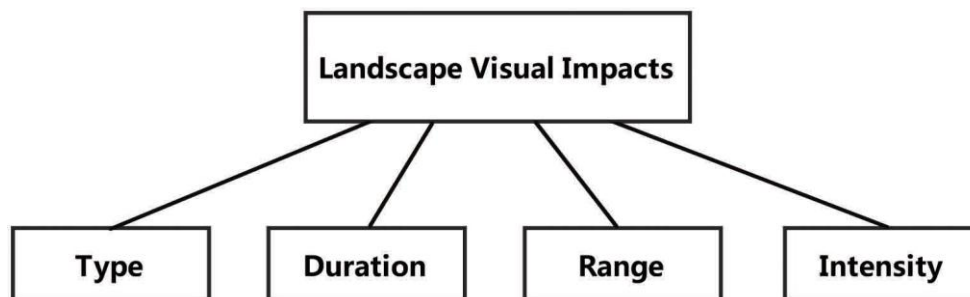 Landscape Visual Impacts
Type
Duration
Range
Intensity